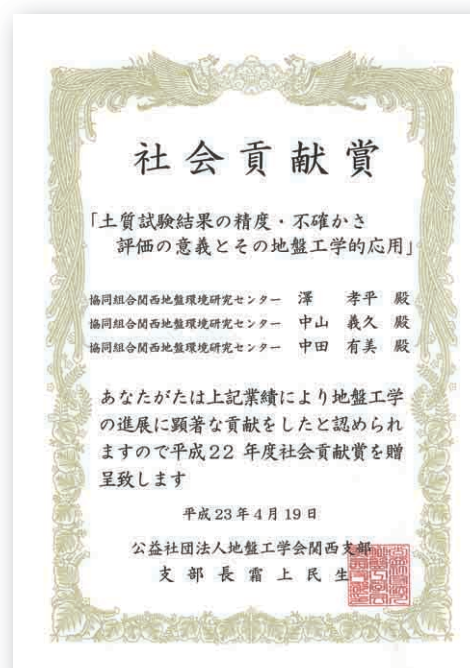 社会貢献賞
「土質試験結果の精度・不確かさ
評価の意義とその地盤工学的応用」
協同組合関西地盤環境研究センター 澤 孝平 殿
協同組合関西地盤環境研究センター 中山 義久 殿
協同組合関西地盤環境研究センター 中田 有美 殿
あなたがたは上記業績により地盤工学
の進展に顕著な貢献をしたと認められ
ますので平成22年度社会貢献賞を贈
呈致します
平成23年4月19日
公益社団法人地盤工学会関西支部
支部長 霜上民生